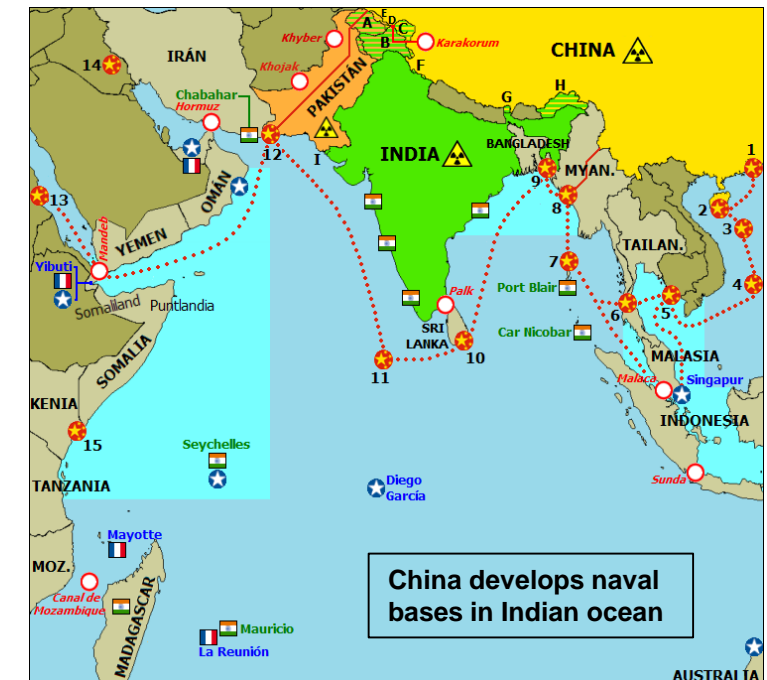 A
E
D
C
B
IRÁN
Khyber
Karakorum
CHINA
14
Khojak
F
PAKISTÁN
Chabahar
Hormuz
G
H
12
I
INDIA
BANGLADESH
1
9
MYAN.
OMÁN
8
2
13
3
YEMEN
Mandeb
TAILAN.
Yibuti
7
4
Somaliland
Puntlandia
Port Blair
Palk
6
5
SRI
LANKA
Car Nicobar
10
SOMALIA
11
MALASIA
Malaca
Singapur
KENIA
INDONESIA
15
Seychelles
Sunda
TANZANIA
Diego
García
Mayotte
MOZ.
China develops naval
bases in Indian ocean
Canal de
Mozambique
MADAGASCAR
Mauricio
La Reunión
AUSTRALIA